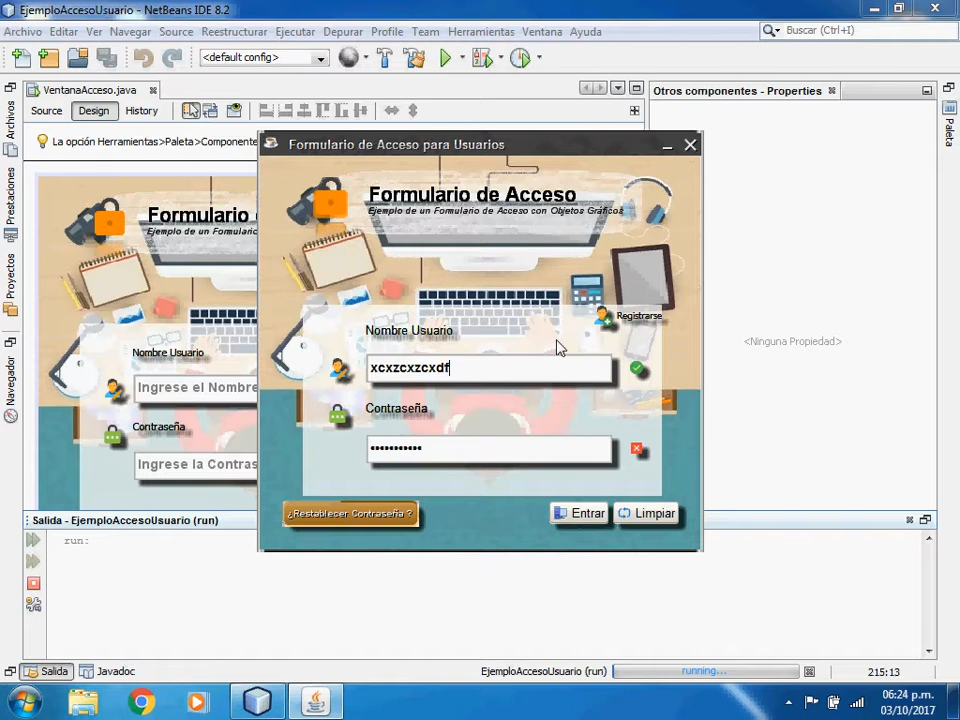 EjemploAccesoUsuario - NetBeans IDE 8.2
Archivo Editar Ver Navegar Source Reestructurar Ejecutar Depurar Profile Team Herramientas Ventana Ayuda
Buscar (Ctrl+I)
<default config>
VentanaAcceso.java
Otros componentes - Properties
Source Design History
La opción Herramientas>Paleta>Componente
Archivos
Prestaciones
Proyectos
Navegador
Paleta
<Ninguna Propiedad>
Formulario
Ejemplo de un Formulario
Nombre Usuario
Ingrese el Nombre
Contraseña
Ingrese la Contras
Formulario de Acceso para Usuarios
Formulario de Acceso
Ejemplo de un Formulario de Acceso con Objetos Gráficos
Registrarse
Nombre Usuario
xcxzcxzcxdf
Contraseña
•••••••••••
¿Restablecer Contraseña ?
Entrar
Limpiar
Salida - EjemploAccesoUsuario (run)
run:
Salida
Javadoc
EjemploAccesoUsuario (run)
running...
215:13
06:24 p.m.
03/10/2017